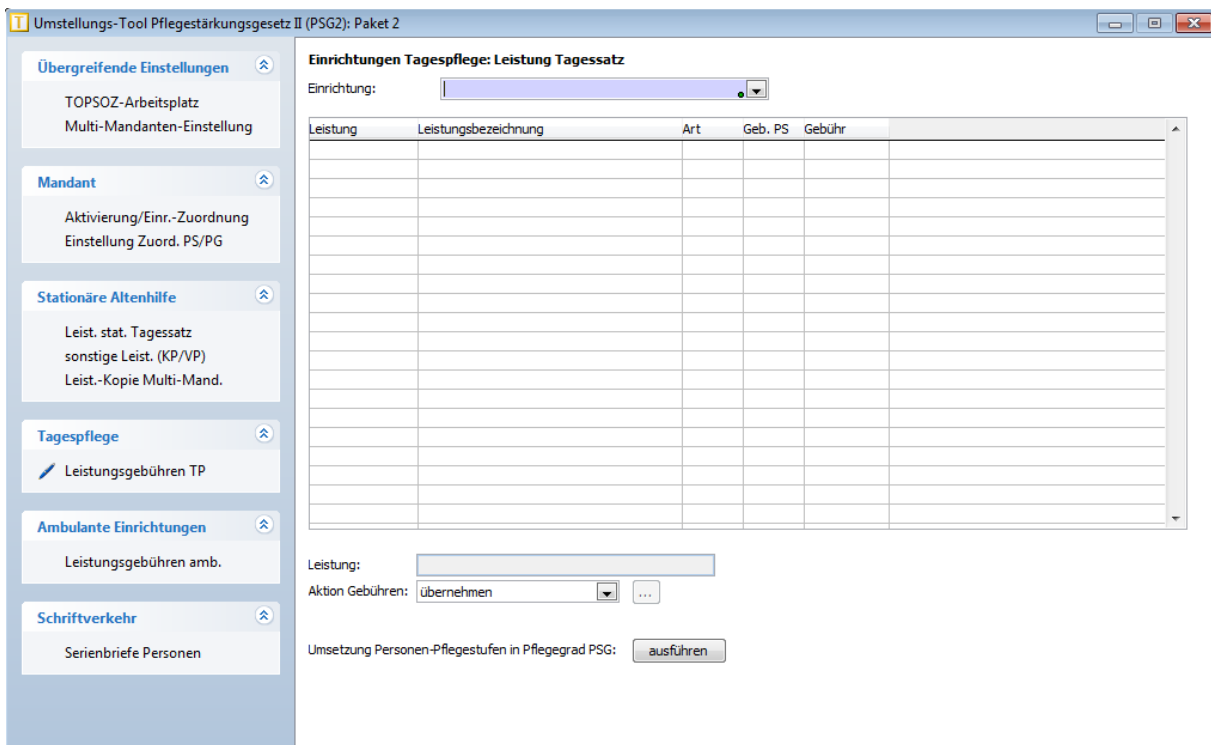 Umstellungs-Tool Pflegestärkungsgesetz II (PSG2): Paket 2
Übergreifende Einstellungen
TOPSOZ-Arbeitsplatz
Multi-Mandanten-Einstellung
Mandant
Aktivierung/Einr.-Zuordnung
Einstellung Zuord. PS/PG
Stationäre Altenhilfe
Leist. stat. Tagessatz
sonstige Leist. (KP/VP)
Leist.-Kopie Multi-Mand.
Tagespflege
Leistungsgebühren TP
Ambulante Einrichtungen
Leistungsgebühren amb.
Schriftverkehr
Serienbriefe Personen
Einrichtungen Tagespflege: Leistung Tagessatz
Einrichtung:
Leistung Leistungsbezeichnung Art Geb. PS Gebühr
Leistung:
Aktion Gebühren: übernehmen ...
Umsetzung Personen-Pflegestufen in Pflegegrad PSG: ausführen